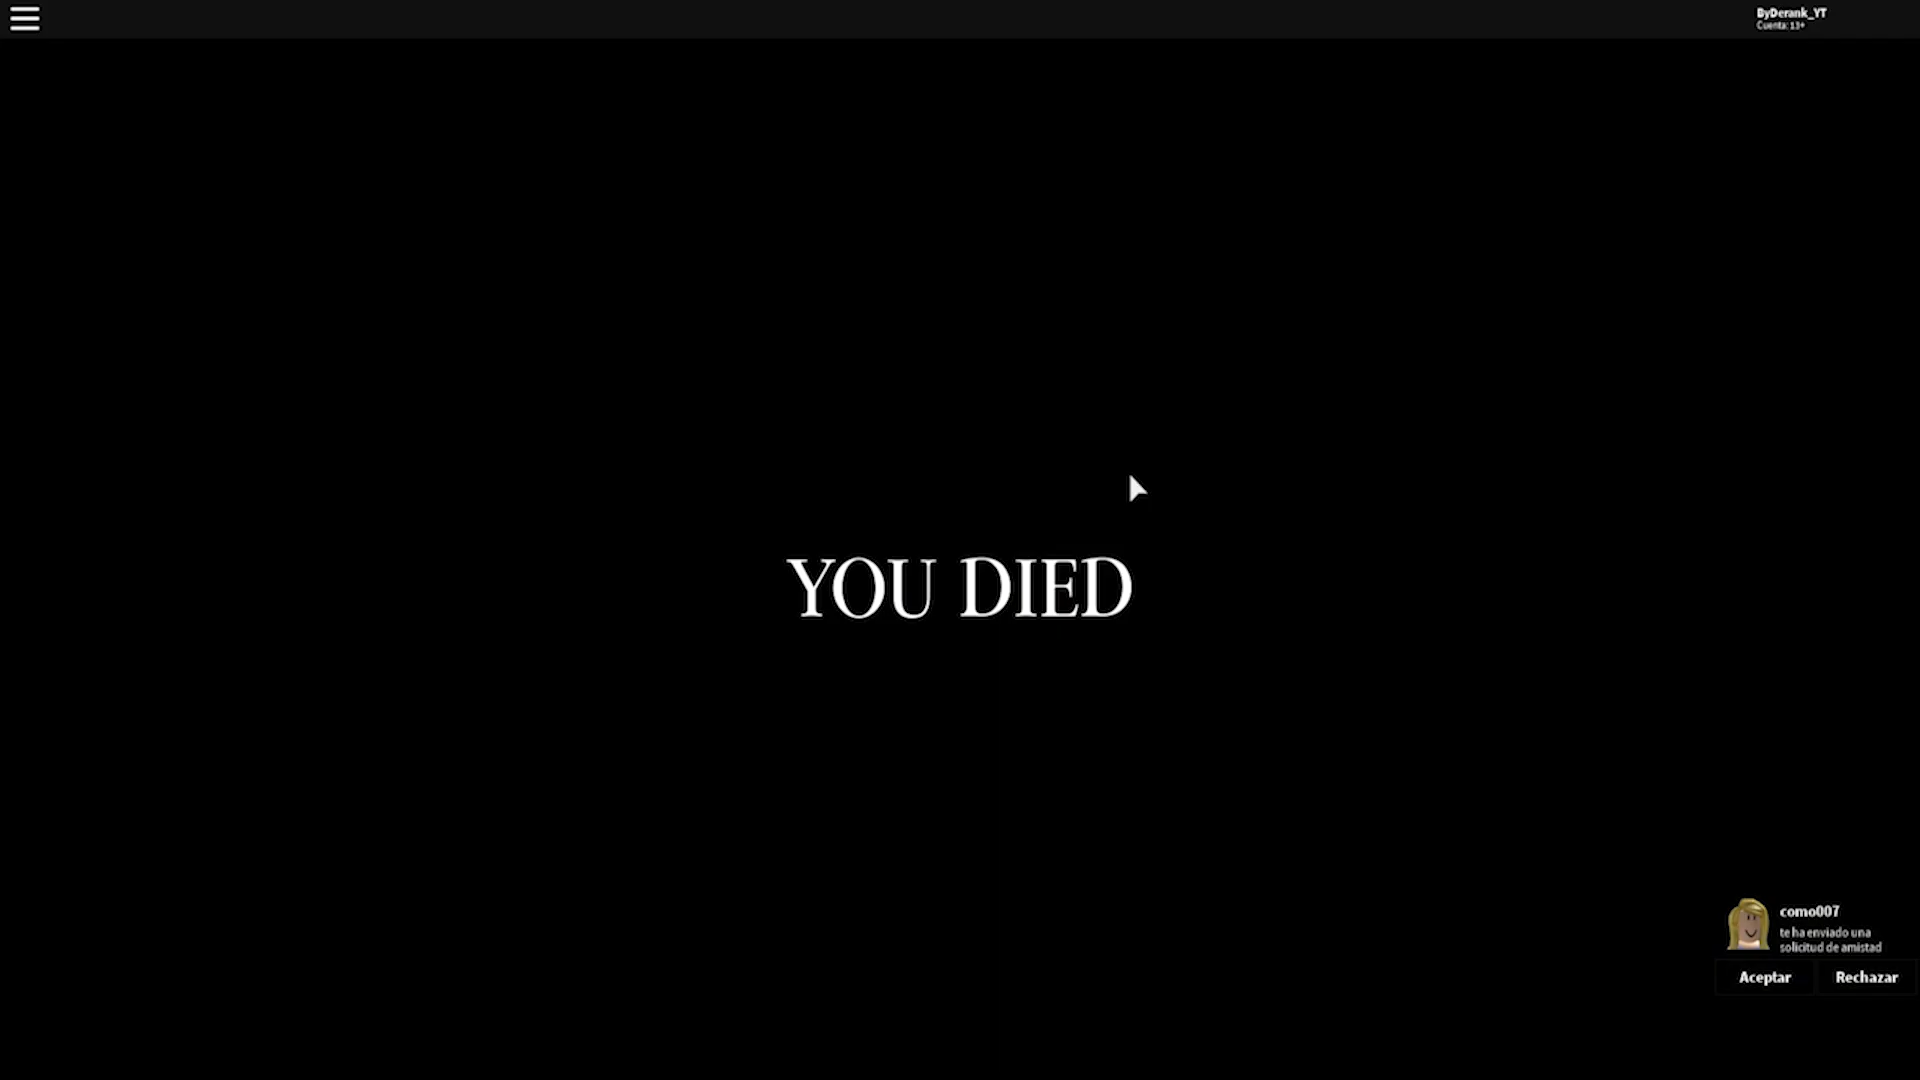 ByDerank_YT
Cuenta: 13+
YOU DIED
como007
te ha enviado una
solicitud de amistad
Aceptar
Rechazar